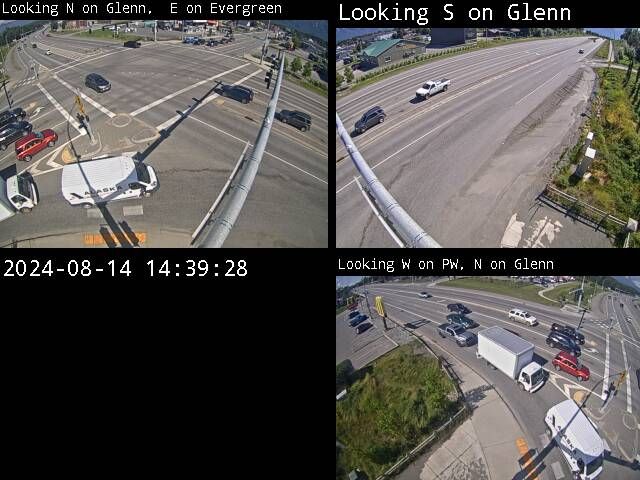 Looking N on Glenn,  E on Evergreen
Looking S on Glenn
ALASKA
2024-08-14 14:39:28
Looking W on PW, N on Glenn